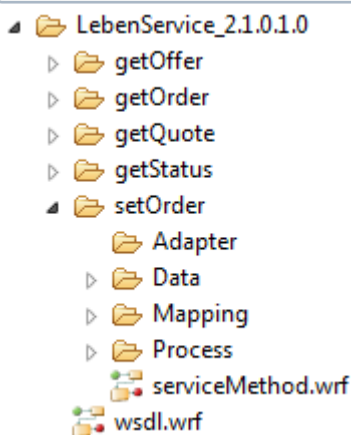 LebenService_2.1.0.1.0
getOffer
getOrder
getQuote
getStatus
setOrder
Adapter
Data
Mapping
Process
serviceMethod.wrf
wsdl.wrf